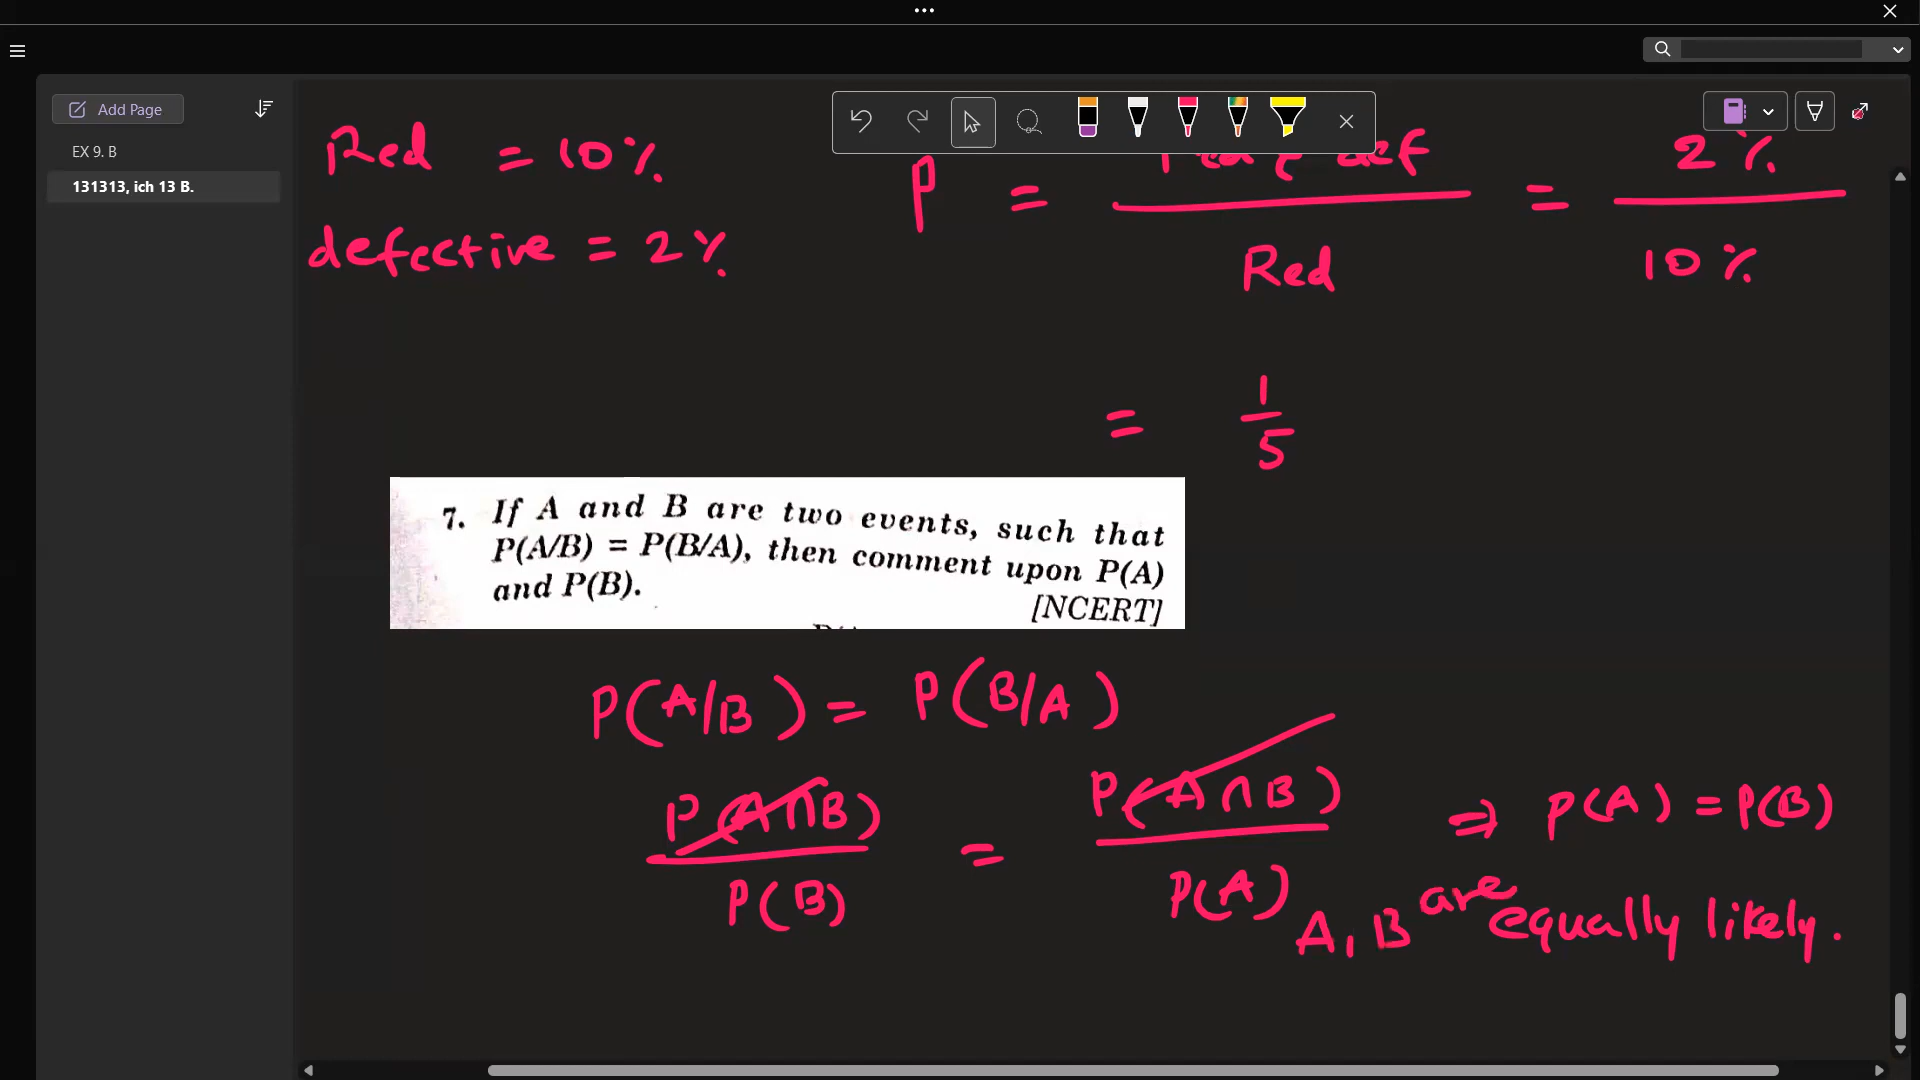 Add Page
EX 9. B
131313, ich 13 B.
Red = 10%
defective = 2%
P = def / Red = 2% / 10%
= 1/5
7. If A and B are two events, such that
P(A/B) = P(B/A), then comment upon P(A)
and P(B).
[NCERT]
P(A/B) = P(B/A)
P(A∩B) / P(B) = P(A∩B) / P(A) ⇒ P(A) = P(B)
A, B are equally likely.